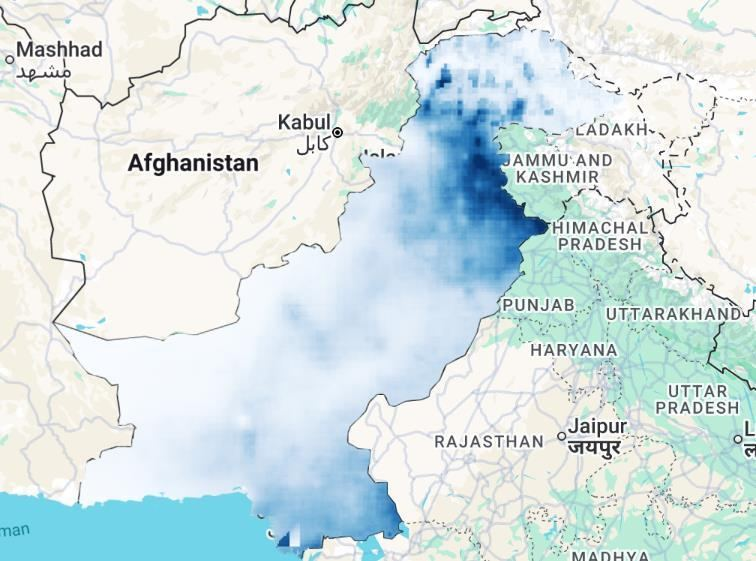 Mashhad
مشهد
Kabul
كابل
Afghanistan
LADAKH
JAMMU AND
KASHMIR
HIMACHAL
PRADESH
PUNJAB
UTTARAKHAND
HARYANA
UTTAR
PRADESH
RAJASTHAN
Jaipur
जयपुर
MADHYA